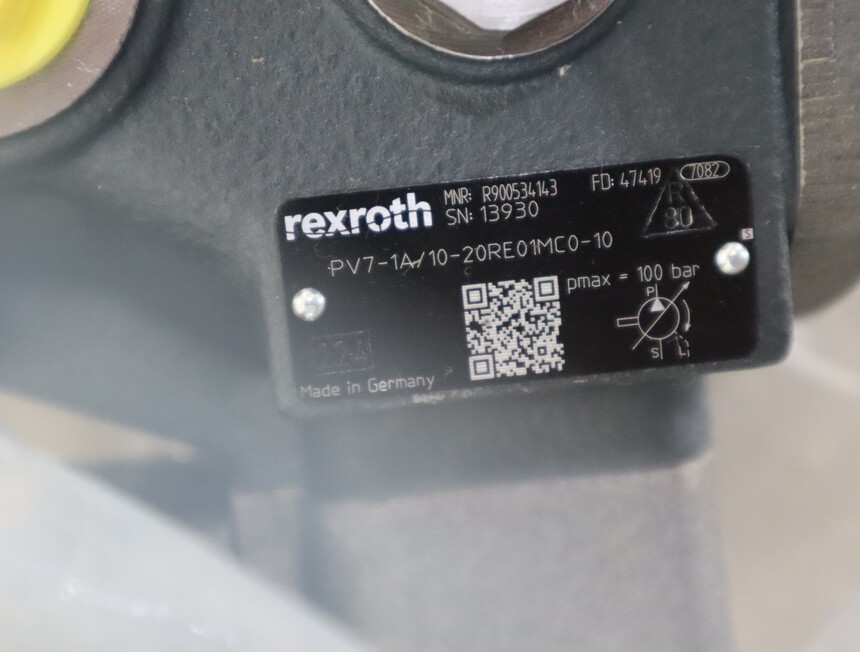 rexroth
MNR: R900534143
FD: 47419
7082
SN: 13930
R
80
PV7-1A/10-20RE01MC0-10
S
pmax = 100 bar
P
S
L
Made in Germany